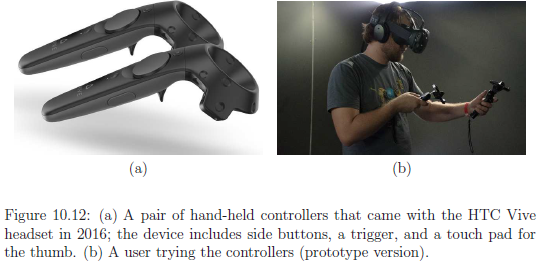 (a)
(b)
Figure 10.12: (a) A pair of hand-held controllers that came with the HTC Vive
headset in 2016; the device includes side buttons, a trigger, and a touch pad for
the thumb. (b) A user trying the controllers (prototype version).